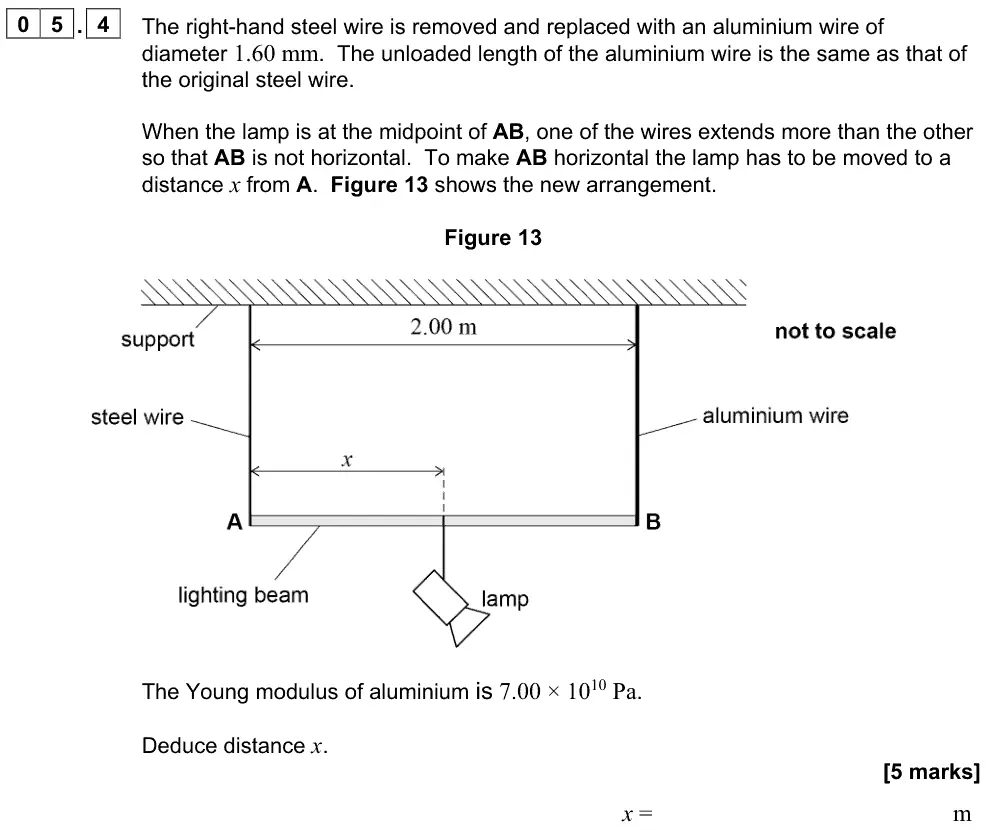 0 5 . 4 The right-hand steel wire is removed and replaced with an aluminium wire of
diameter 1.60 mm. The unloaded length of the aluminium wire is the same as that of
the original steel wire.
When the lamp is at the midpoint of AB, one of the wires extends more than the other
so that AB is not horizontal. To make AB horizontal the lamp has to be moved to a
distance x from A. Figure 13 shows the new arrangement.
Figure 13
2.00 m
support
not to scale
steel wire
aluminium wire
x
A
B
lighting beam
lamp
The Young modulus of aluminium is 7.00 × 10¹⁰ Pa.
Deduce distance x.
[5 marks]
x = m